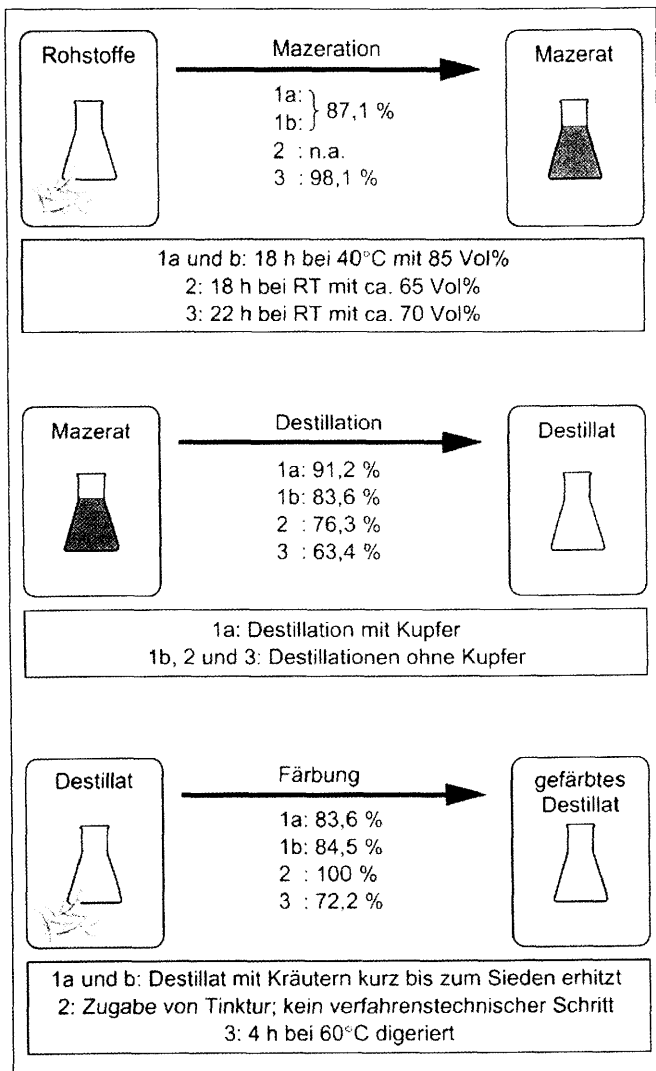 Rohstoffe
Mazeration
Mazerat
1a:
1b:
87,1 %
2 : n.a.
3 : 98,1 %
1a und b: 18 h bei 40°C mit 85 Vol%
2: 18 h bei RT mit ca. 65 Vol%
3: 22 h bei RT mit ca. 70 Vol%
Mazerat
Destillation
Destillat
1a: 91,2 %
1b: 83,6 %
2 : 76,3 %
3 : 63,4 %
1a: Destillation mit Kupfer
1b, 2 und 3: Destillationen ohne Kupfer
Destillat
Färbung
gefärbtes
Destillat
1a: 83,6 %
1b: 84,5 %
2 : 100 %
3 : 72,2 %
1a und b: Destillat mit Kräutern kurz bis zum Sieden erhitzt
2: Zugabe von Tinktur; kein verfahrenstechnischer Schritt
3: 4 h bei 60°C digeriert